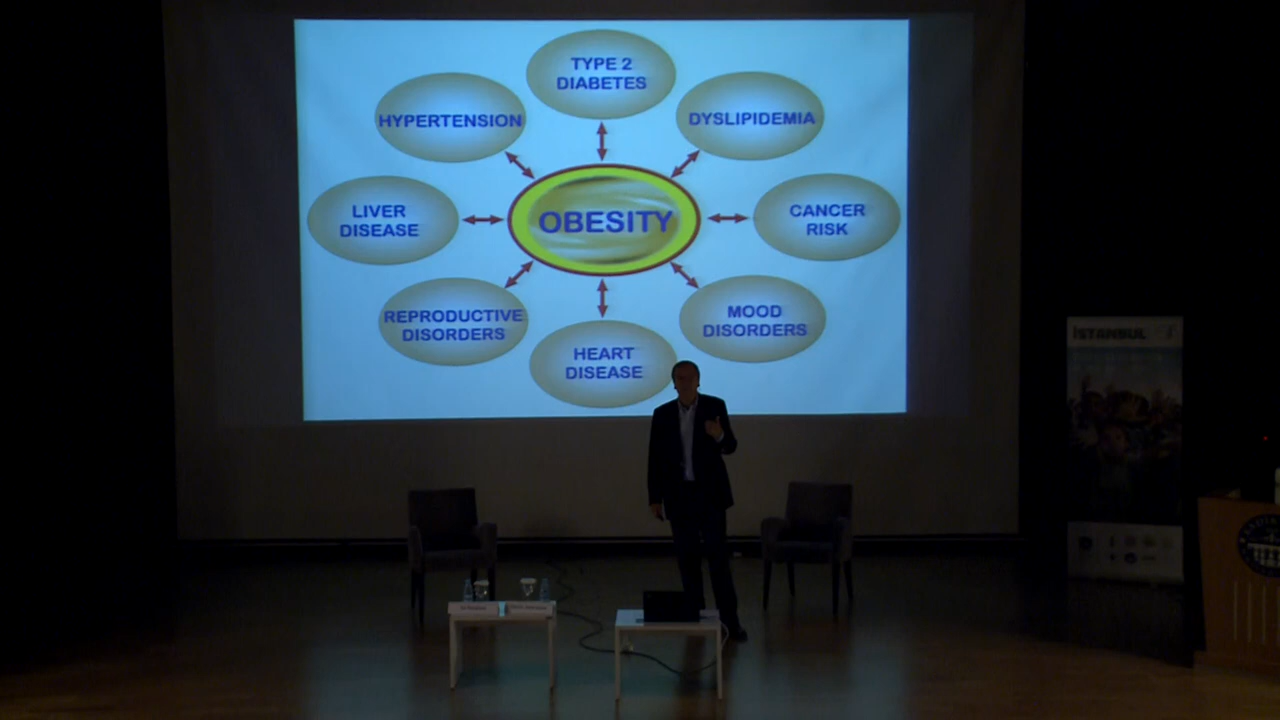 TYPE 2
DIABETES
HYPERTENSION
DYSLIPIDEMIA
LIVER
DISEASE
OBESITY
CANCER
RISK
REPRODUCTIVE
DISORDERS
MOOD
DISORDERS
HEART
DISEASE
İSTANBUL